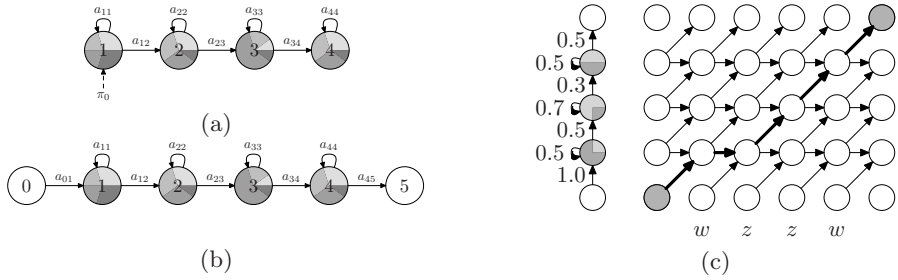 a₁₁ a₂₂ a₃₃ a₄₄
1 a₁₂ 2 a₂₃ 3 a₃₄ 4
π₀
(a)
a₁₁ a₂₂ a₃₃ a₄₄
0 a₀₁ 1 a₁₂ 2 a₂₃ 3 a₃₄ 4 a₄₅ 5
(b)
0.5
0.5
0.3
0.7
0.5
0.5
1.0
w z z w
(c)